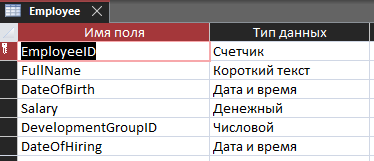 Employee
Имя поля Тип данных
EmployeeID Счетчик
FullName Короткий текст
DateOfBirth Дата и время
Salary Денежный
DevelopmentGroupID Числовой
DateOfHiring Дата и время